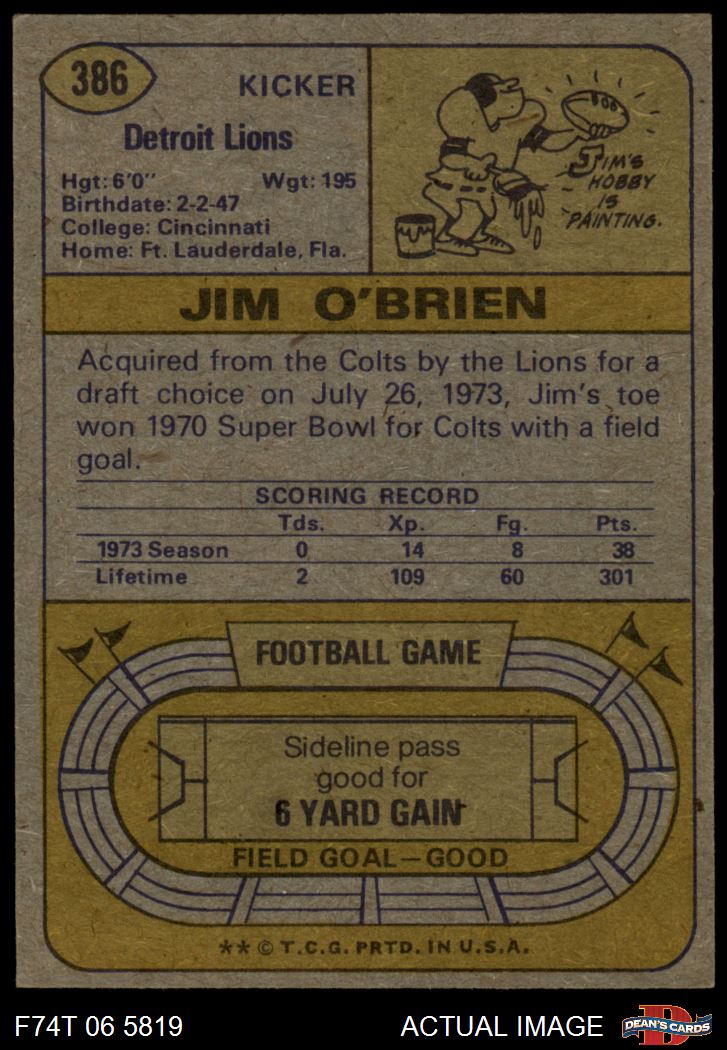 386
KICKER
Detroit Lions
Hgt: 6'0" Wgt: 195
Birthdate: 2-2-47
College: Cincinnati
Home: Ft. Lauderdale, Fla.
JIM'S
HOBBY
IS
PAINTING.
JIM O'BRIEN
Acquired from the Colts by the Lions for a
draft choice on July 26, 1973, Jim's toe
won 1970 Super Bowl for Colts with a field
goal.
SCORING RECORD
Tds. Xp. Fg. Pts.
1973 Season 0 14 8 38
Lifetime 2 109 60 301
FOOTBALL GAME
Sideline pass
good for
6 YARD GAIN
FIELD GOAL—GOOD
** © T.C.G. PRTD. IN U.S.A.
F74T 06 5819 ACTUAL IMAGE
D
DEAN'S CARDS